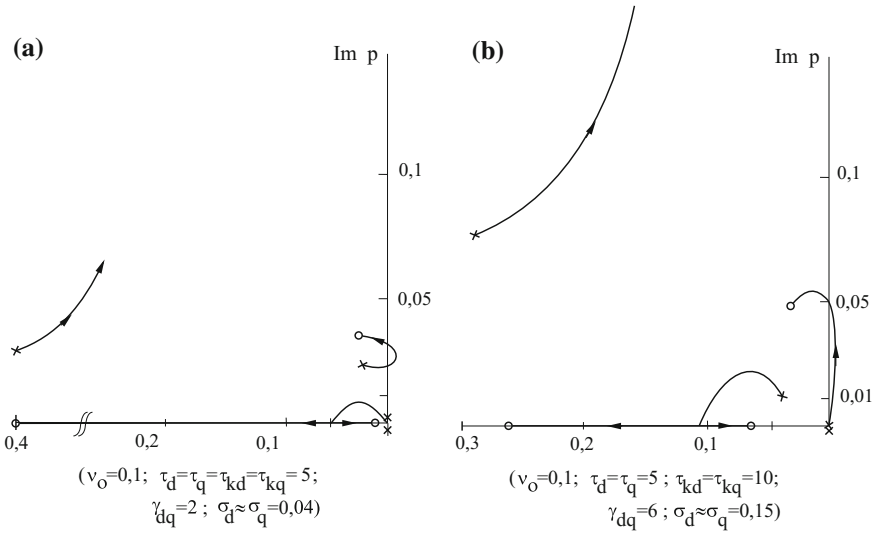 (a)
Im p
0,1
0,05
0,4
0,2
0,1
(νo=0,1; τd=τq=τkd=τkq=5;
γdq=2 ; σd≈σq=0,04)
(b)
Im p
0,1
0,05
0,01
0,3
0,2
0,1
(νo=0,1; τd=τq=5 ; τkd=τkq=10;
γdq=6 ; σd≈σq=0,15)